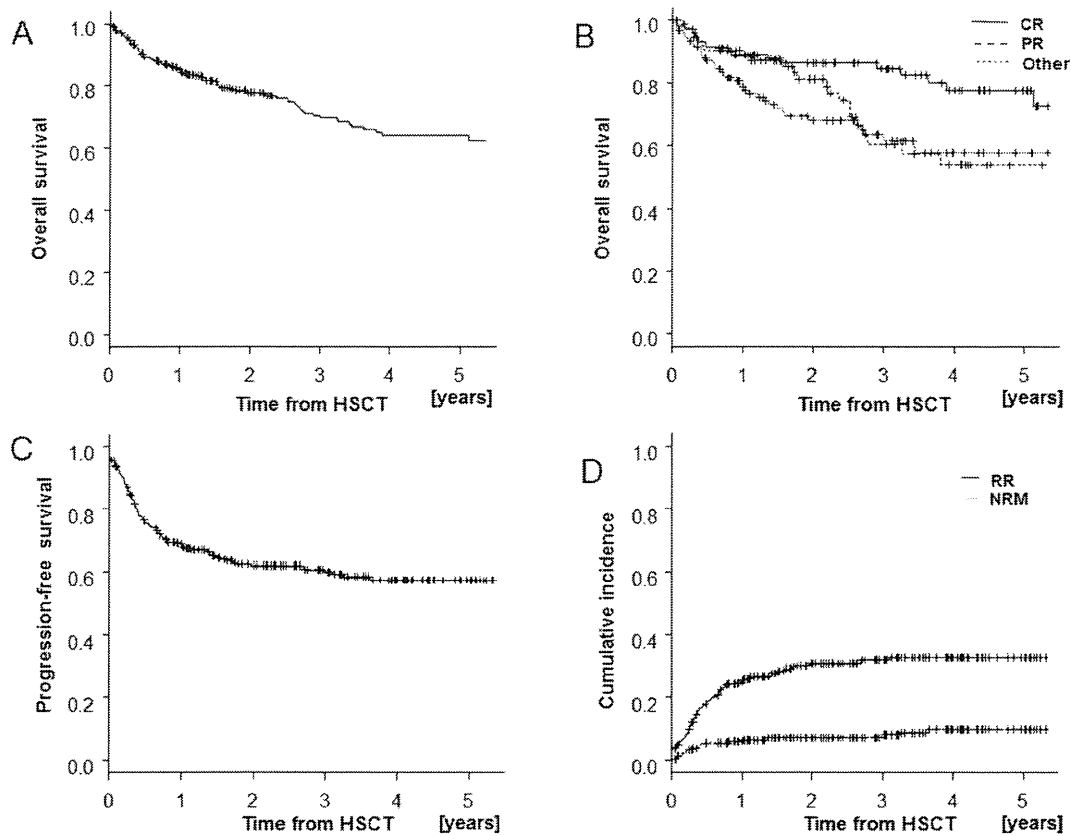 A
Overall survival
1.0
0.8
0.6
0.4
0.2
0.0
0 1 2 3 4 5
Time from HSCT [years]
B
CR
PR
Other
Overall survival
1.0
0.8
0.6
0.4
0.2
0.0
0 1 2 3 4 5
Time from HSCT [years]
C
Progression-free survival
1.0
0.8
0.6
0.4
0.2
0.0
0 1 2 3 4 5
Time from HSCT [years]
D
RR
NRM
Cumulative incidence
1.0
0.8
0.6
0.4
0.2
0.0
0 1 2 3 4 5
Time from HSCT [years]